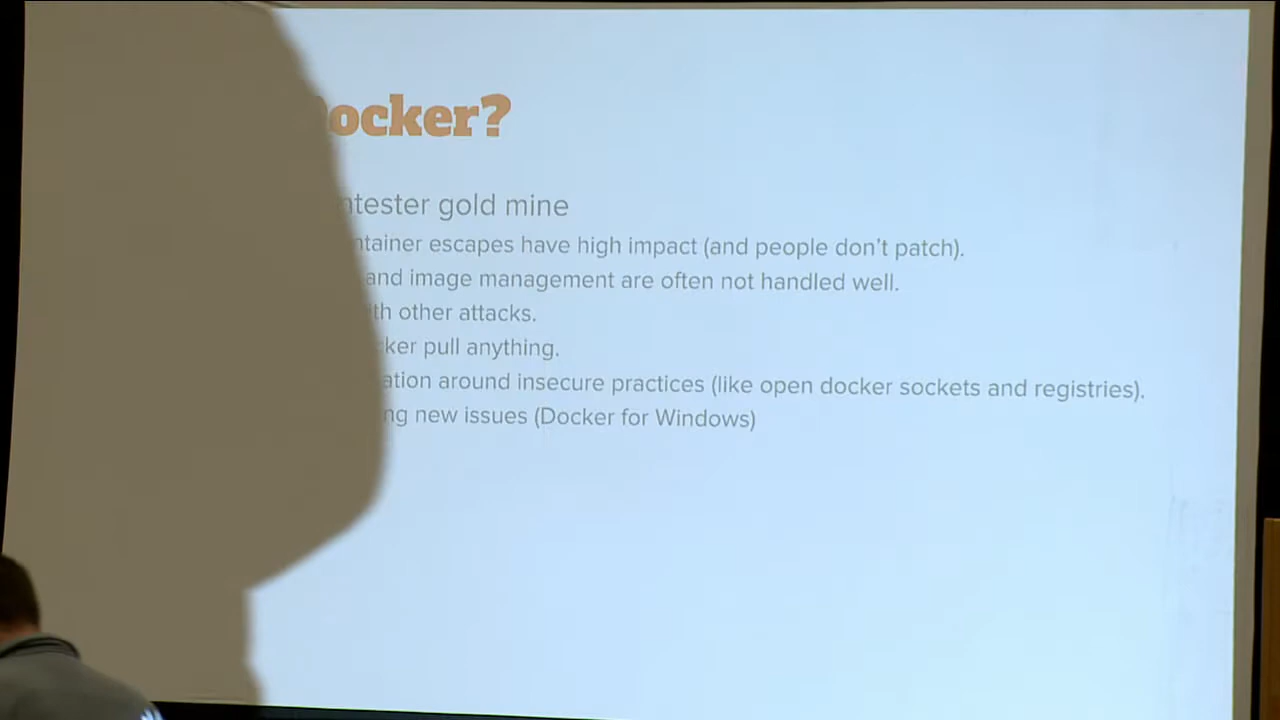 ocker?
ntester gold mine
ntainer escapes have high impact (and people don't patch).
and image management are often not handled well.
th other attacks.
ker pull anything.
ation around insecure practices (like open docker sockets and registries).
ng new issues (Docker for Windows)